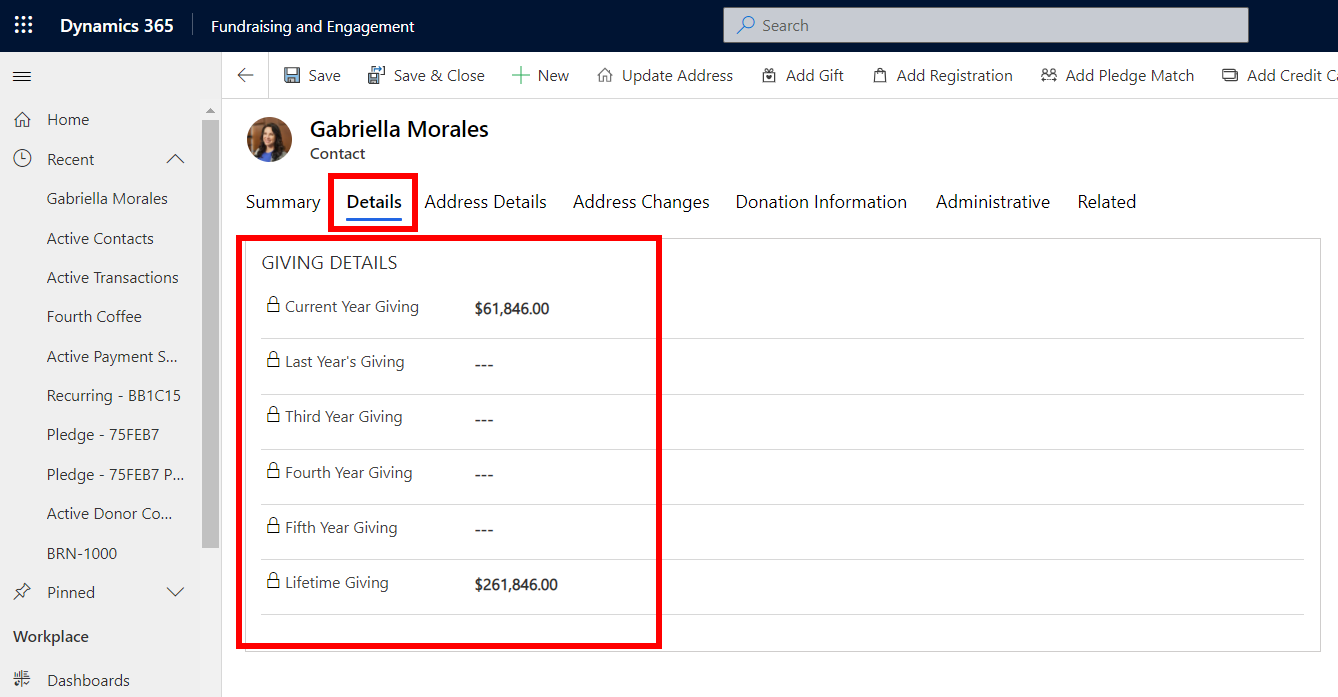 Dynamics 365
Fundraising and Engagement
Search
Save
Save & Close
New
Update Address
Add Gift
Add Registration
Add Pledge Match
Add Credit Ca
Home
Recent
Gabriella Morales
Active Contacts
Active Transactions
Fourth Coffee
Active Payment S...
Recurring - BB1C15
Pledge - 75FEB7
Pledge - 75FEB7 P...
Active Donor Co...
BRN-1000
Pinned
Workplace
Dashboards
Gabriella Morales
Contact
Summary
Details
Address Details
Address Changes
Donation Information
Administrative
Related
GIVING DETAILS
Current Year Giving $61,846.00
Last Year's Giving ---
Third Year Giving ---
Fourth Year Giving ---
Fifth Year Giving ---
Lifetime Giving $261,846.00